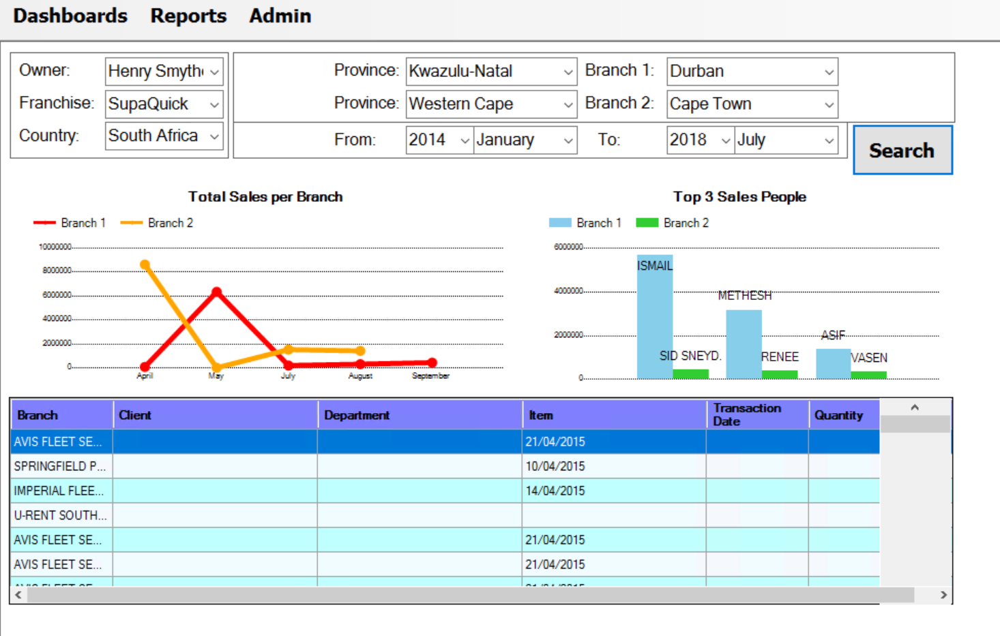 Dashboards Reports Admin
Owner: Henry Smyth Province: Kwazulu-Natal Branch 1: Durban
Franchise: SupaQuick Province: Western Cape Branch 2: Cape Town
Country: South Africa From: 2014 January To: 2018 July
Search
Total Sales per Branch
Branch 1 Branch 2
10000000
8000000
6000000
4000000
2000000
0
April May July August September
Top 3 Sales People
Branch 1 Branch 2
6000000
4000000
2000000
0
ISMAIL
METHESH
ASIF
SID SNEYD. RENEE VASEN
Branch Client Department Item Transaction Date Quantity
AVIS FLEET SE... 21/04/2015
SPRINGFIELD P... 10/04/2015
IMPERIAL FLEE... 14/04/2015
U-RENT SOUTH...
AVIS FLEET SE... 21/04/2015
AVIS FLEET SE... 21/04/2015